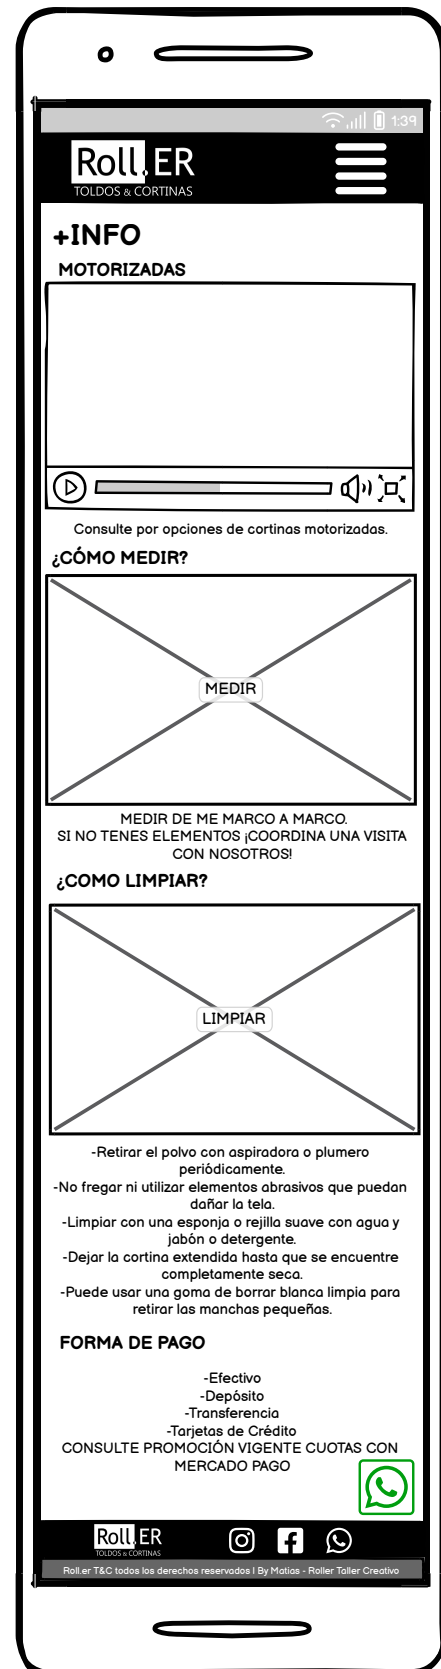 1:39
Roll.ER
TOLDOS & CORTINAS
+INFO
MOTORIZADAS
Consulte por opciones de cortinas motorizadas.
¿CÓMO MEDIR?
MEDIR
MEDIR DE ME MARCO A MARCO.
SI NO TENES ELEMENTOS ¡COORDINA UNA VISITA
CON NOSOTROS!
¿COMO LIMPIAR?
LIMPIAR
-Retirar el polvo con aspiradora o plumero
periódicamente.
-No fregar ni utilizar elementos abrasivos que puedan
dañar la tela.
-Limpiar con una esponja o rejilla suave con agua y
jabón o detergente.
-Dejar la cortina extendida hasta que se encuentre
completamente seca.
-Puede usar una goma de borrar blanca limpia para
retirar las manchas pequeñas.
FORMA DE PAGO
-Efectivo
-Depósito
-Transferencia
-Tarjetas de Crédito
CONSULTE PROMOCIÓN VIGENTE CUOTAS CON
MERCADO PAGO
Roll.ER
TOLDOS & CORTINAS
Roll.er T&C todos los derechos reservados | By Matias - Roller Taller Creativo